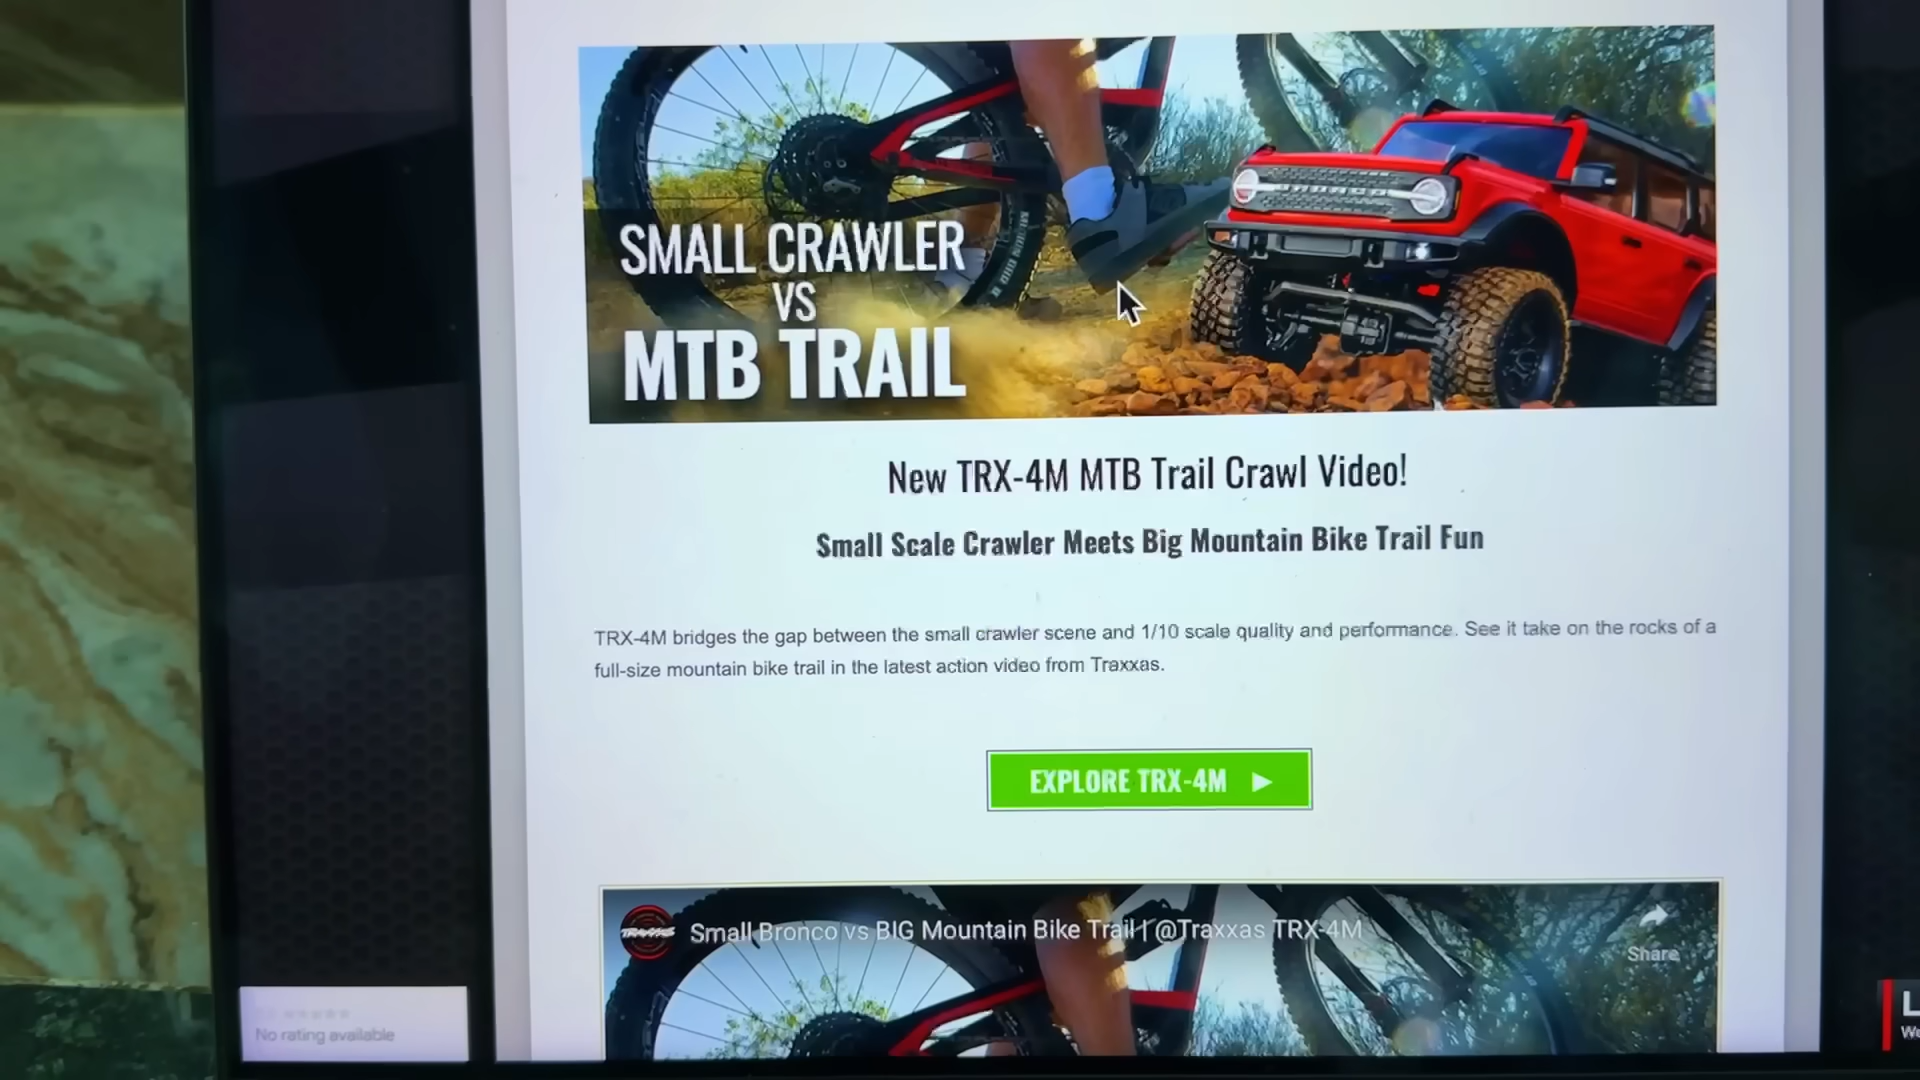 BRONCO
SMALL CRAWLER
VS
MTB TRAIL
New TRX-4M MTB Trail Crawl Video!
Small Scale Crawler Meets Big Mountain Bike Trail Fun
TRX-4M bridges the gap between the small crawler scene and 1/10 scale quality and performance. See it take on the rocks of a
full-size mountain bike trail in the latest action video from Traxxas.
EXPLORE TRX-4M
TRAXXAS
Small Bronco vs BIG Mountain Bike Trail | @Traxxas TRX-4M
Share
No rating available